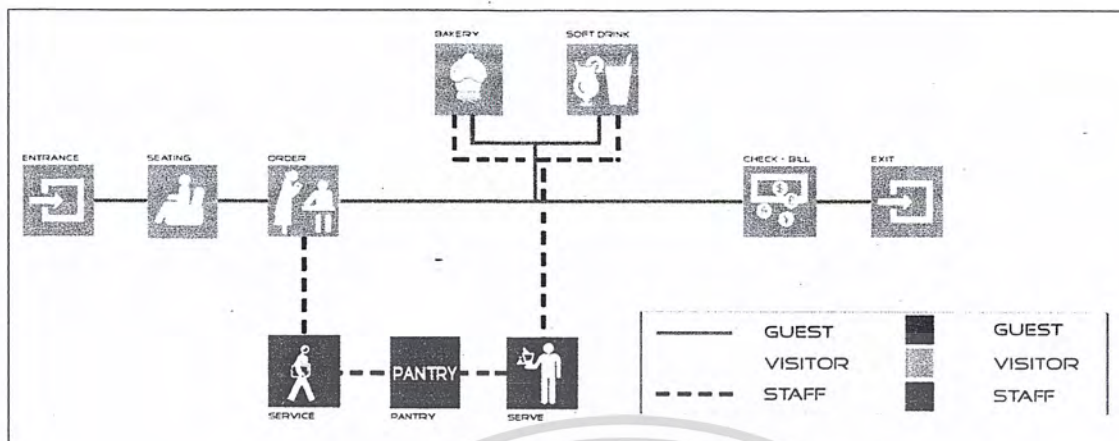 BAKERY
SOFT DRINK
ENTRANCE
SEATING
ORDER
CHECK - BILL
EXIT
PANTRY
SERVICE
PANTRY
SERVE
GUEST
GUEST
VISITOR
VISITOR
STAFF
STAFF